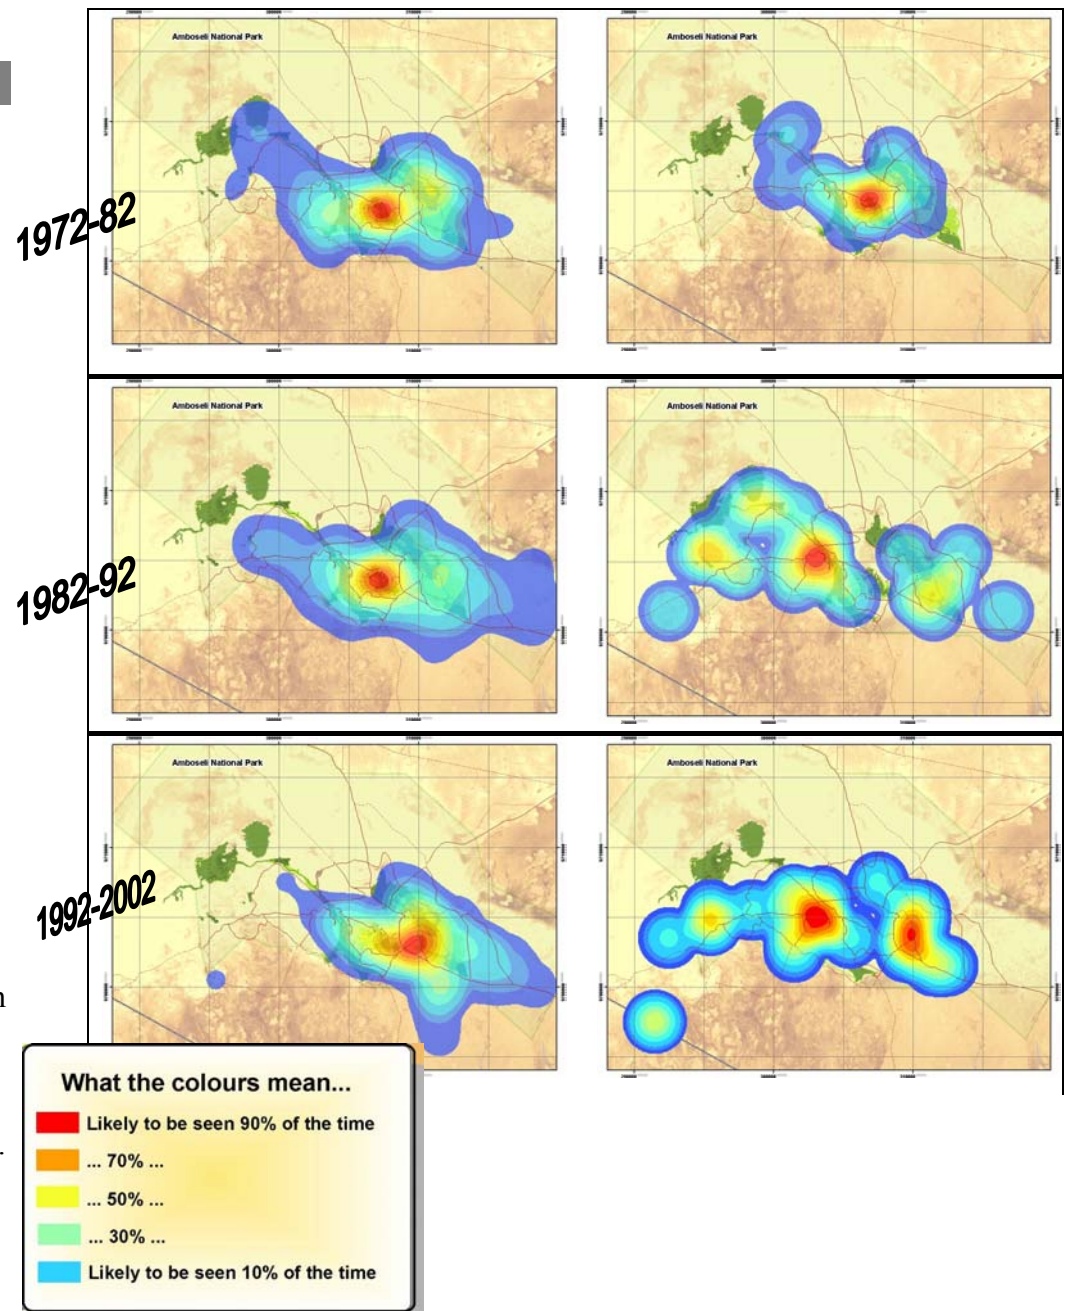 Amboseli National Park
Amboseli National Park
1972-82
Amboseli National Park
Amboseli National Park
1982-92
Amboseli National Park
Amboseli National Park
1992-2002
What the colours mean...
Likely to be seen 90% of the time
... 70% ...
... 50% ...
... 30% ...
Likely to be seen 10% of the time